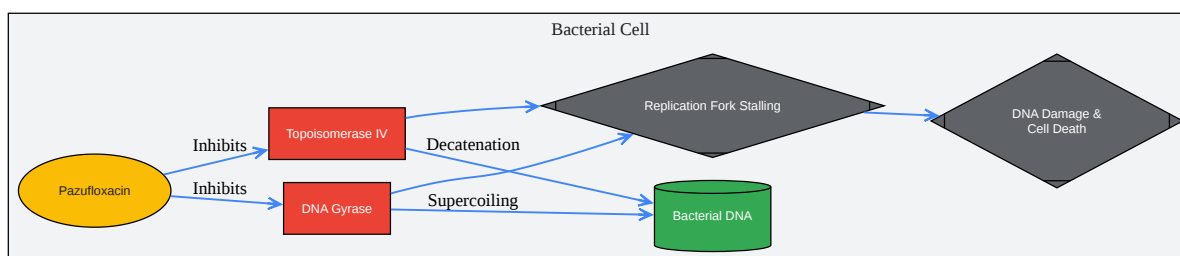 Bacterial Cell
Pazufloxacin
Inhibits
Inhibits
Topoisomerase IV
DNA Gyrase
Decatenation
Supercoiling
Replication Fork Stalling
Bacterial DNA
DNA Damage &
Cell Death